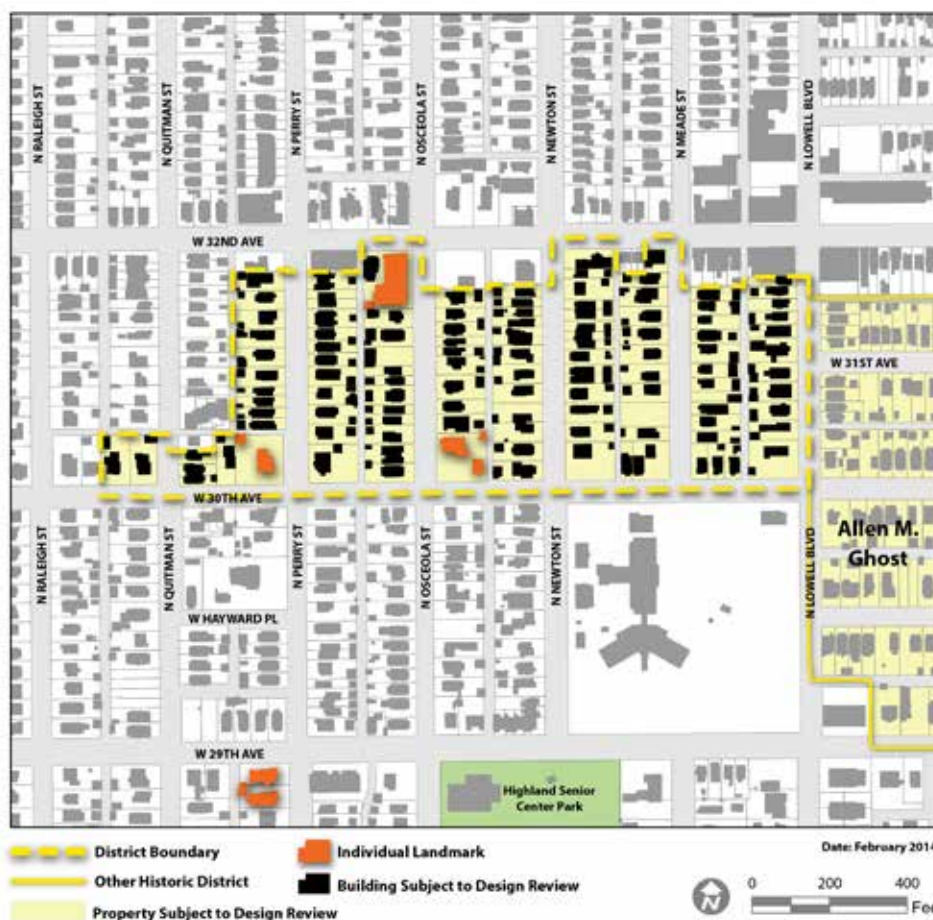 N RALEIGH ST
N QUITMAN ST
N PERRY ST
N OSCEOLA ST
N NEWTON ST
N MEADE ST
N LOWELL BLVD
W 32ND AVE
W 31ST AVE
W 30TH AVE
Allen M.
Ghost
N RALEIGH ST
N QUITMAN ST
N PERRY ST
N OSCEOLA ST
N NEWTON ST
N LOWELL BLVD
W HAYWARD PL
W 29TH AVE
Highland Senior
Center Park
District Boundary
Other Historic District
Property Subject to Design Review
Individual Landmark
Building Subject to Design Review
Date: February 2014
N
0 200 400
Fee